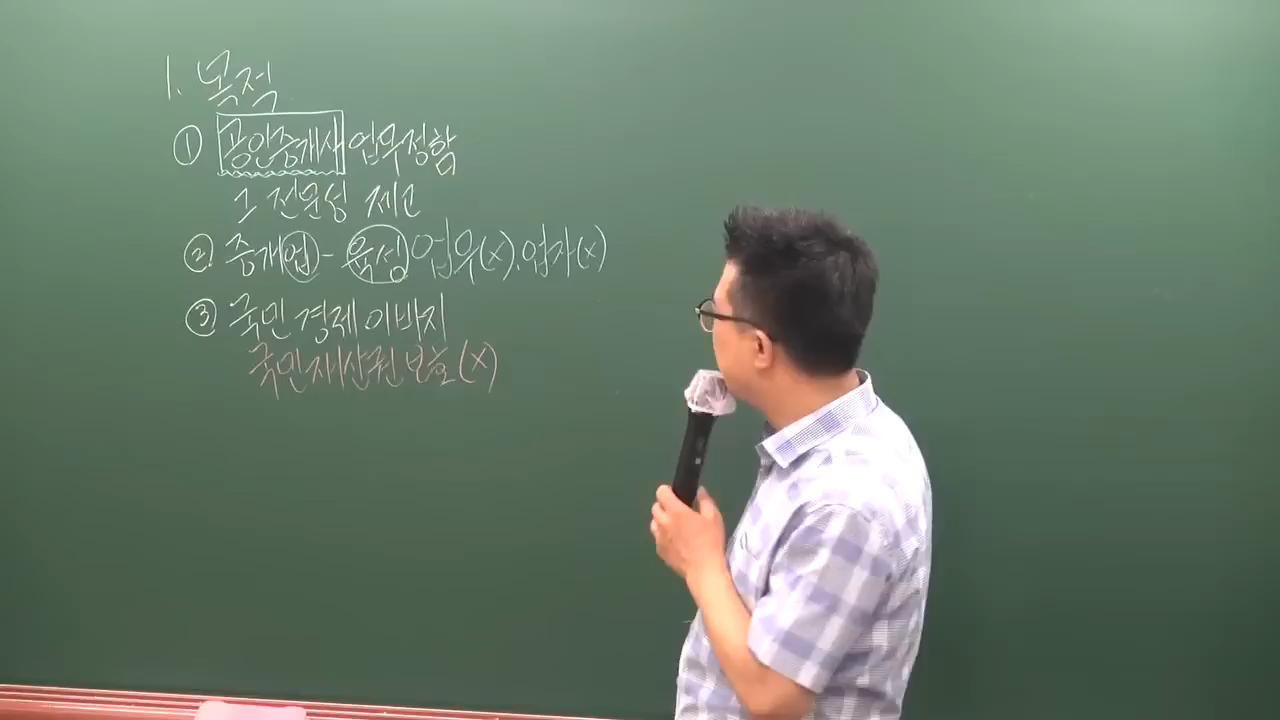 1. 목적
① 공인중개사 업무정함
그 전문성 제고
② 중개업 - 육성 업무(x). 업자(x)
③ 국민경제 이바지
국민재산권보호(x)